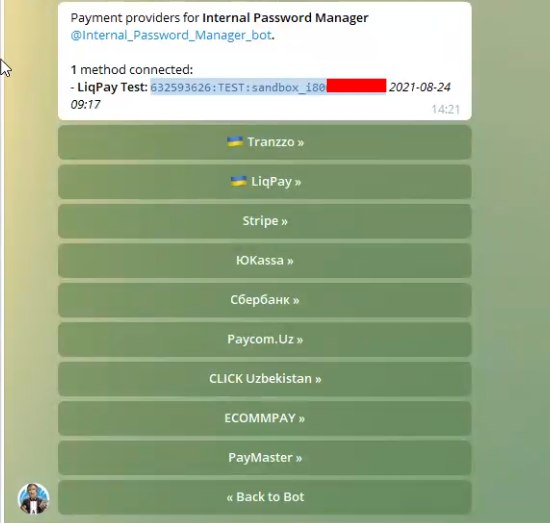 Payment providers for Internal Password Manager
@Internal_Password_Manager_bot.
1 method connected:
- LiqPay Test: 632593626:TEST:sandbox_i80 2021-08-24
09:17
14:21
Tranzzo »
LiqPay »
Stripe »
ЮKassa »
Сбербанк »
Paycom.Uz »
CLICK Uzbekistan »
ECOMMPAY »
PayMaster »
« Back to Bot